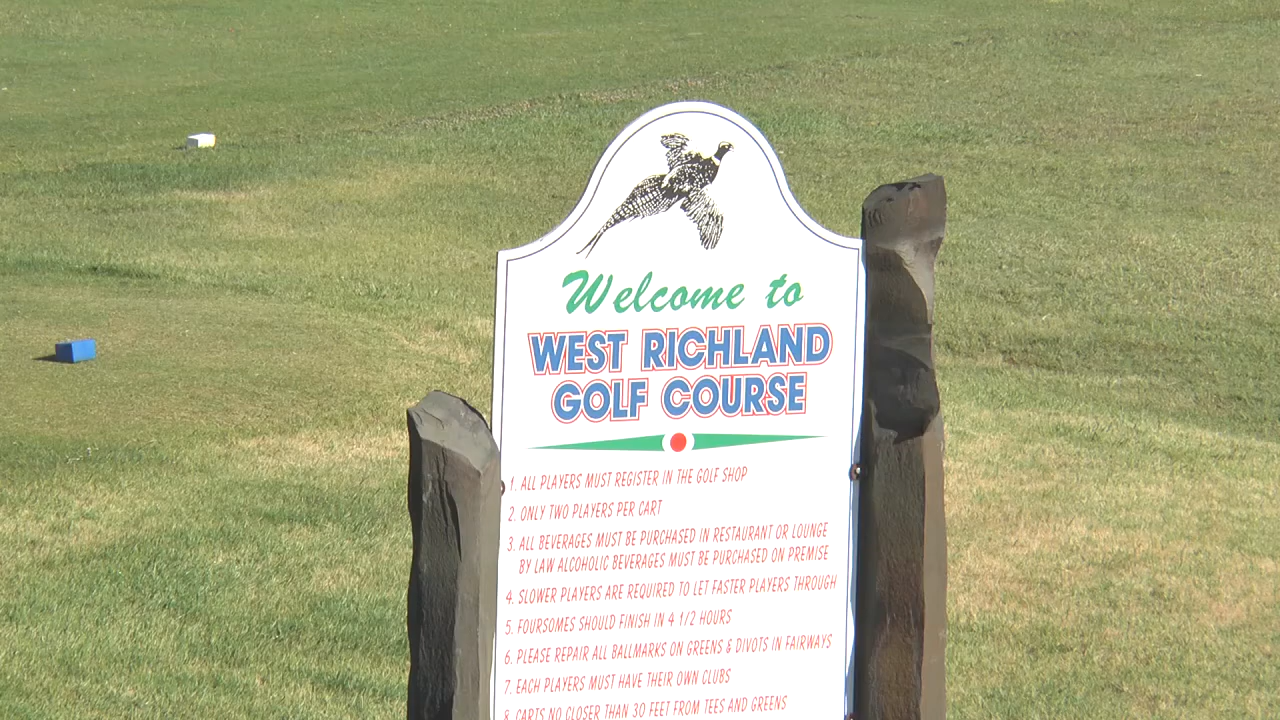 Welcome to
WEST RICHLAND
GOLF COURSE
1. ALL PLAYERS MUST REGISTER IN THE GOLF SHOP
2. ONLY TWO PLAYERS PER CART
3. ALL BEVERAGES MUST BE PURCHASED IN RESTAURANT OR LOUNGE
BY LAW ALCOHOLIC BEVERAGES MUST BE PURCHASED ON PREMISE
4. SLOWER PLAYERS ARE REQUIRED TO LET FASTER PLAYERS THROUGH
5. FOURSOMES SHOULD FINISH IN 4 1/2 HOURS
6. PLEASE REPAIR ALL BALLMARKS ON GREENS & DIVOTS IN FAIRWAYS
7. EACH PLAYERS MUST HAVE THEIR OWN CLUBS
8. CARTS NO CLOSER THAN 30 FEET FROM TEES AND GREENS